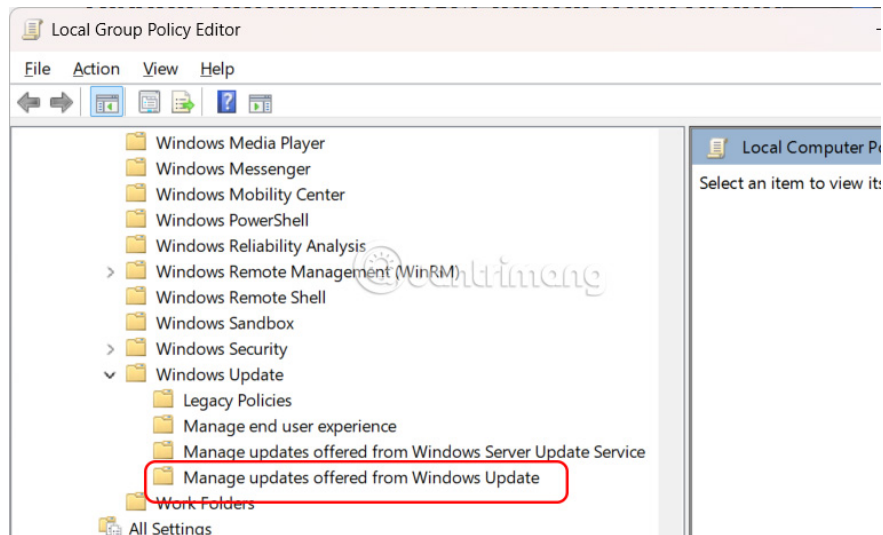 Local Group Policy Editor
File Action View Help
Windows Media Player
Windows Messenger
Windows Mobility Center
Windows PowerShell
Windows Reliability Analysis
Windows Remote Management (WinRM)
Windows Remote Shell
Windows Sandbox
Windows Security
Windows Update
Legacy Policies
Manage end user experience
Manage updates offered from Windows Server Update Service
Manage updates offered from Windows Update
Work Folders
All Settings
Local Computer
Select an item to view its
uantrimang